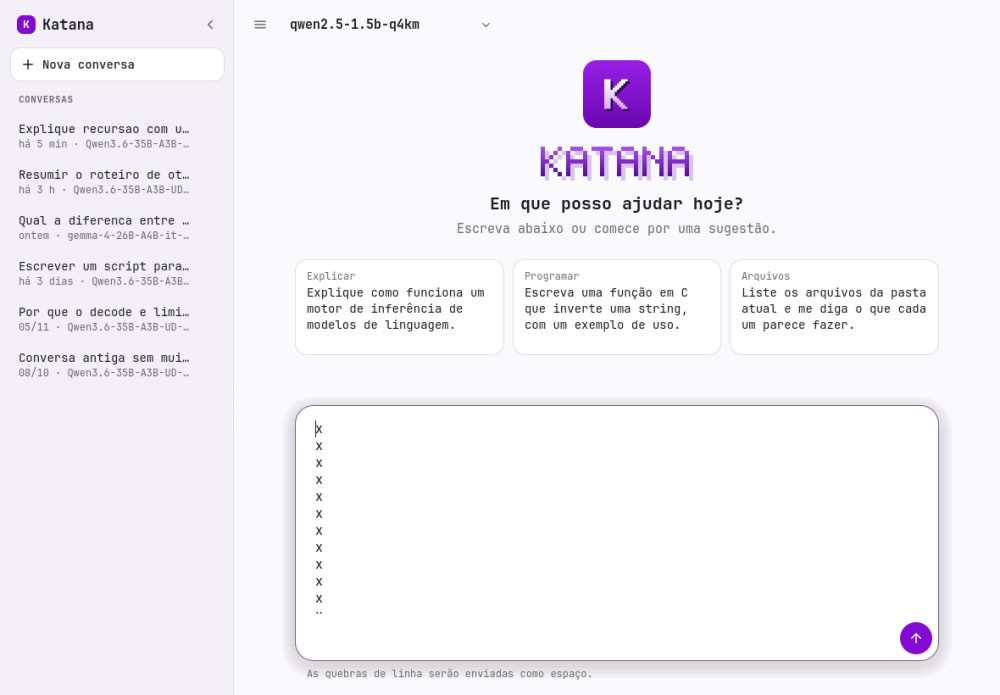 K Katana
+ Nova conversa
CONVERSAS
Explique recursao com u…
há 5 min · Qwen3.6-35B-A3B-…
Resumir o roteiro de ot…
há 3 h · Qwen3.6-35B-A3B-UD…
Qual a diferenca entre …
ontem · gemma-4-26B-A4B-it-…
Escrever um script para…
há 3 dias · Qwen3.6-35B-A3B…
Por que o decode e limi…
05/11 · Qwen3.6-35B-A3B-UD-…
Conversa antiga sem mui…
08/10 · Qwen3.6-35B-A3B-UD-…
qwen2.5-1.5b-q4km
K
KATANA
Em que posso ajudar hoje?
Escreva abaixo ou comece por uma sugestão.
Explicar
Explique como funciona um
motor de inferência de
modelos de linguagem.
Programar
Escreva uma função em C
que inverte uma string,
com um exemplo de uso.
Arquivos
Liste os arquivos da pasta
atual e me diga o que cada
um parece fazer.
x
x
x
x
x
x
x
x
x
x
x
x
As quebras de linha serão enviadas como espaço.